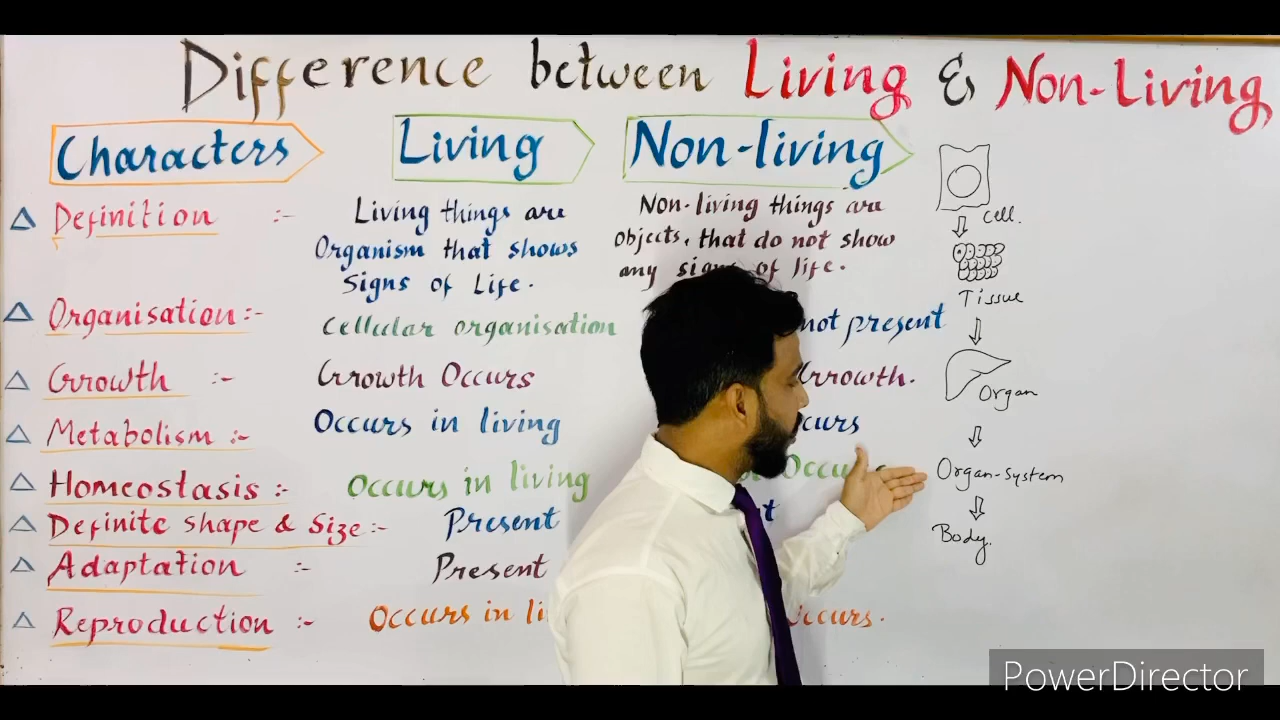 Difference between Living & Non-Living
Characters
Living
Non-living
Definition :-
Living things are
Organism that shows
Signs of Life.
Non-living things are
objects, that do not show
any signs of life.
Organisation :-
Cellular organisation
not present
Growth :-
Growth Occurs
Growth.
Metabolism :-
Occurs in living
Homeostasis :-
Occurs in living
Definite shape & Size :-
Present
Adaptation :-
Present
Reproduction :-
Occurs in
Occurs.
Cell.
Tissue
Organ
Organ-system
Body.
PowerDirector